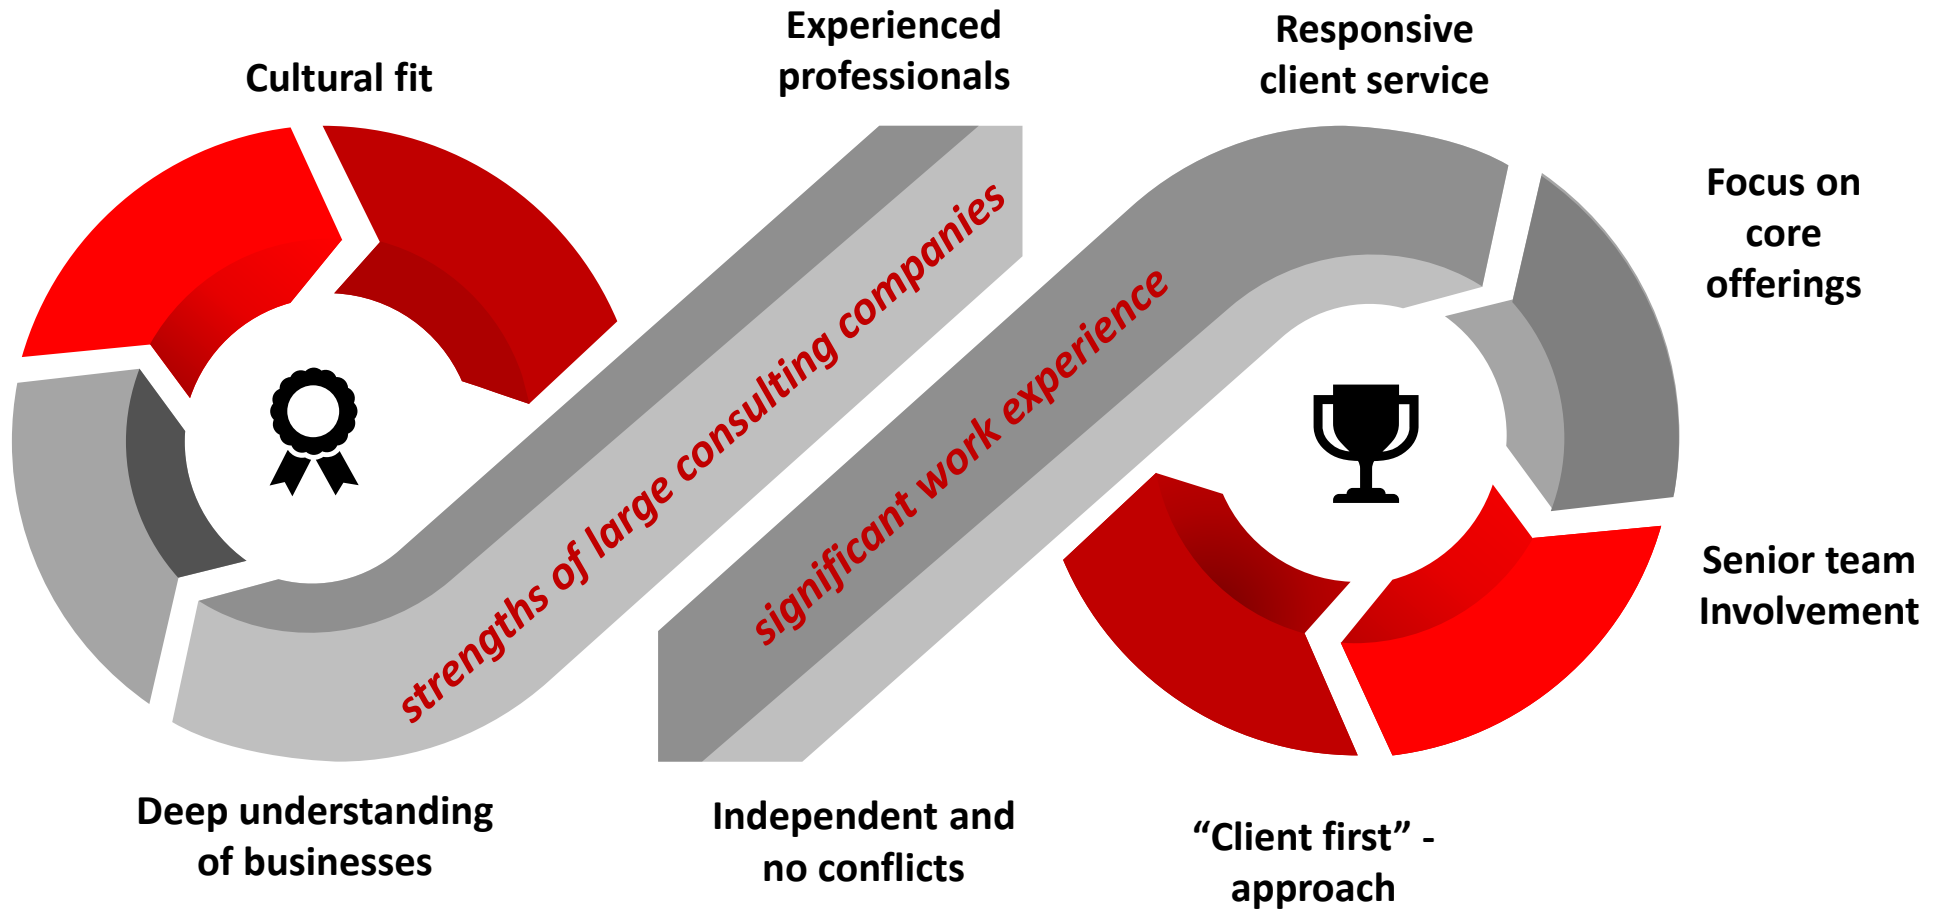 Cultural fit
Experienced
professionals
Responsive
client service
Focus on
core
offerings
strengths of large consulting companies
significant work experience
Senior team
Involvement
Deep understanding
of businesses
Independent and
no conflicts
“Client first” -
approach